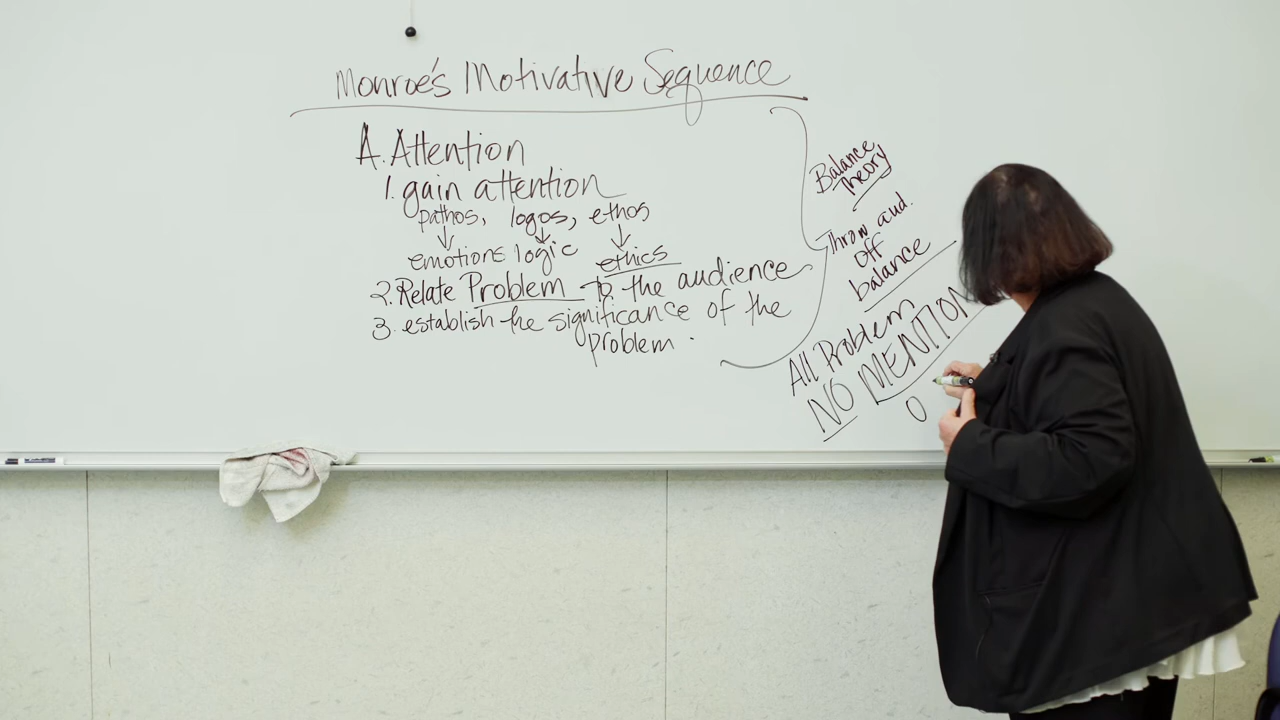 Monroe's Motivative Sequence
A. Attention
1. gain attention
pathos, logos, ethos
emotions logic ethics
2. Relate Problem to the audience
3. establish the significance of the
problem.
Balance
Theory
Throw aud.
off
balance
All Problem
NO MENTION
O